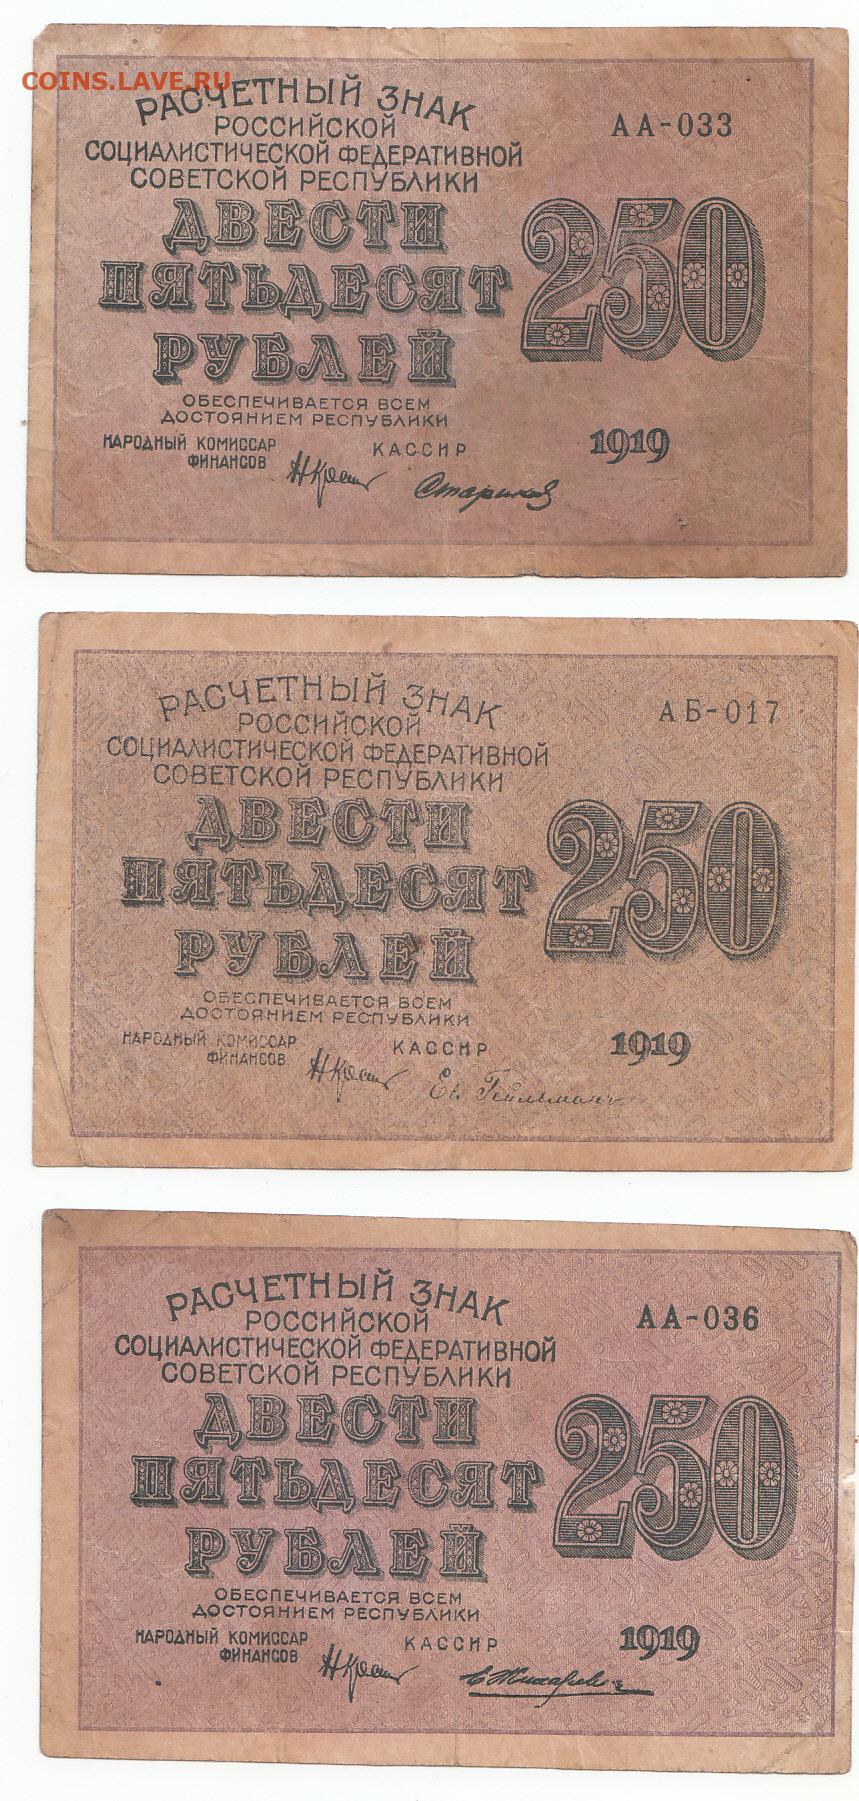 COINS.LAVE.RU
РАСЧЕТНЫЙ ЗНАК
РОССИЙСКОЙ
СОЦИАЛИСТИЧЕСКОЙ ФЕДЕРАТИВНОЙ
СОВЕТСКОЙ РЕСПУБЛИКИ
АА-033
ДВЕСТИ
ПЯТЬДЕСЯТ
РУБЛЕЙ
250
ОБЕСПЕЧИВАЕТСЯ ВСЕМ
ДОСТОЯНИЕМ РЕСПУБЛИКИ
НАРОДНЫЙ КОМИССАР
ФИНАНСОВ
КАССИР
1919
РАСЧЕТНЫЙ ЗНАК
РОССИЙСКОЙ
СОЦИАЛИСТИЧЕСКОЙ ФЕДЕРАТИВНОЙ
СОВЕТСКОЙ РЕСПУБЛИКИ
АБ-017
ДВЕСТИ
ПЯТЬДЕСЯТ
РУБЛЕЙ
250
ОБЕСПЕЧИВАЕТСЯ ВСЕМ
ДОСТОЯНИЕМ РЕСПУБЛИКИ
НАРОДНЫЙ КОМИССАР
ФИНАНСОВ
КАССИР
Гейльман
1919
РАСЧЕТНЫЙ ЗНАК
РОССИЙСКОЙ
СОЦИАЛИСТИЧЕСКОЙ ФЕДЕРАТИВНОЙ
СОВЕТСКОЙ РЕСПУБЛИКИ
АА-036
ДВЕСТИ
ПЯТЬДЕСЯТ
РУБЛЕЙ
250
ОБЕСПЕЧИВАЕТСЯ ВСЕМ
ДОСТОЯНИЕМ РЕСПУБЛИКИ
НАРОДНЫЙ КОМИССАР
ФИНАНСОВ
КАССИР
1919